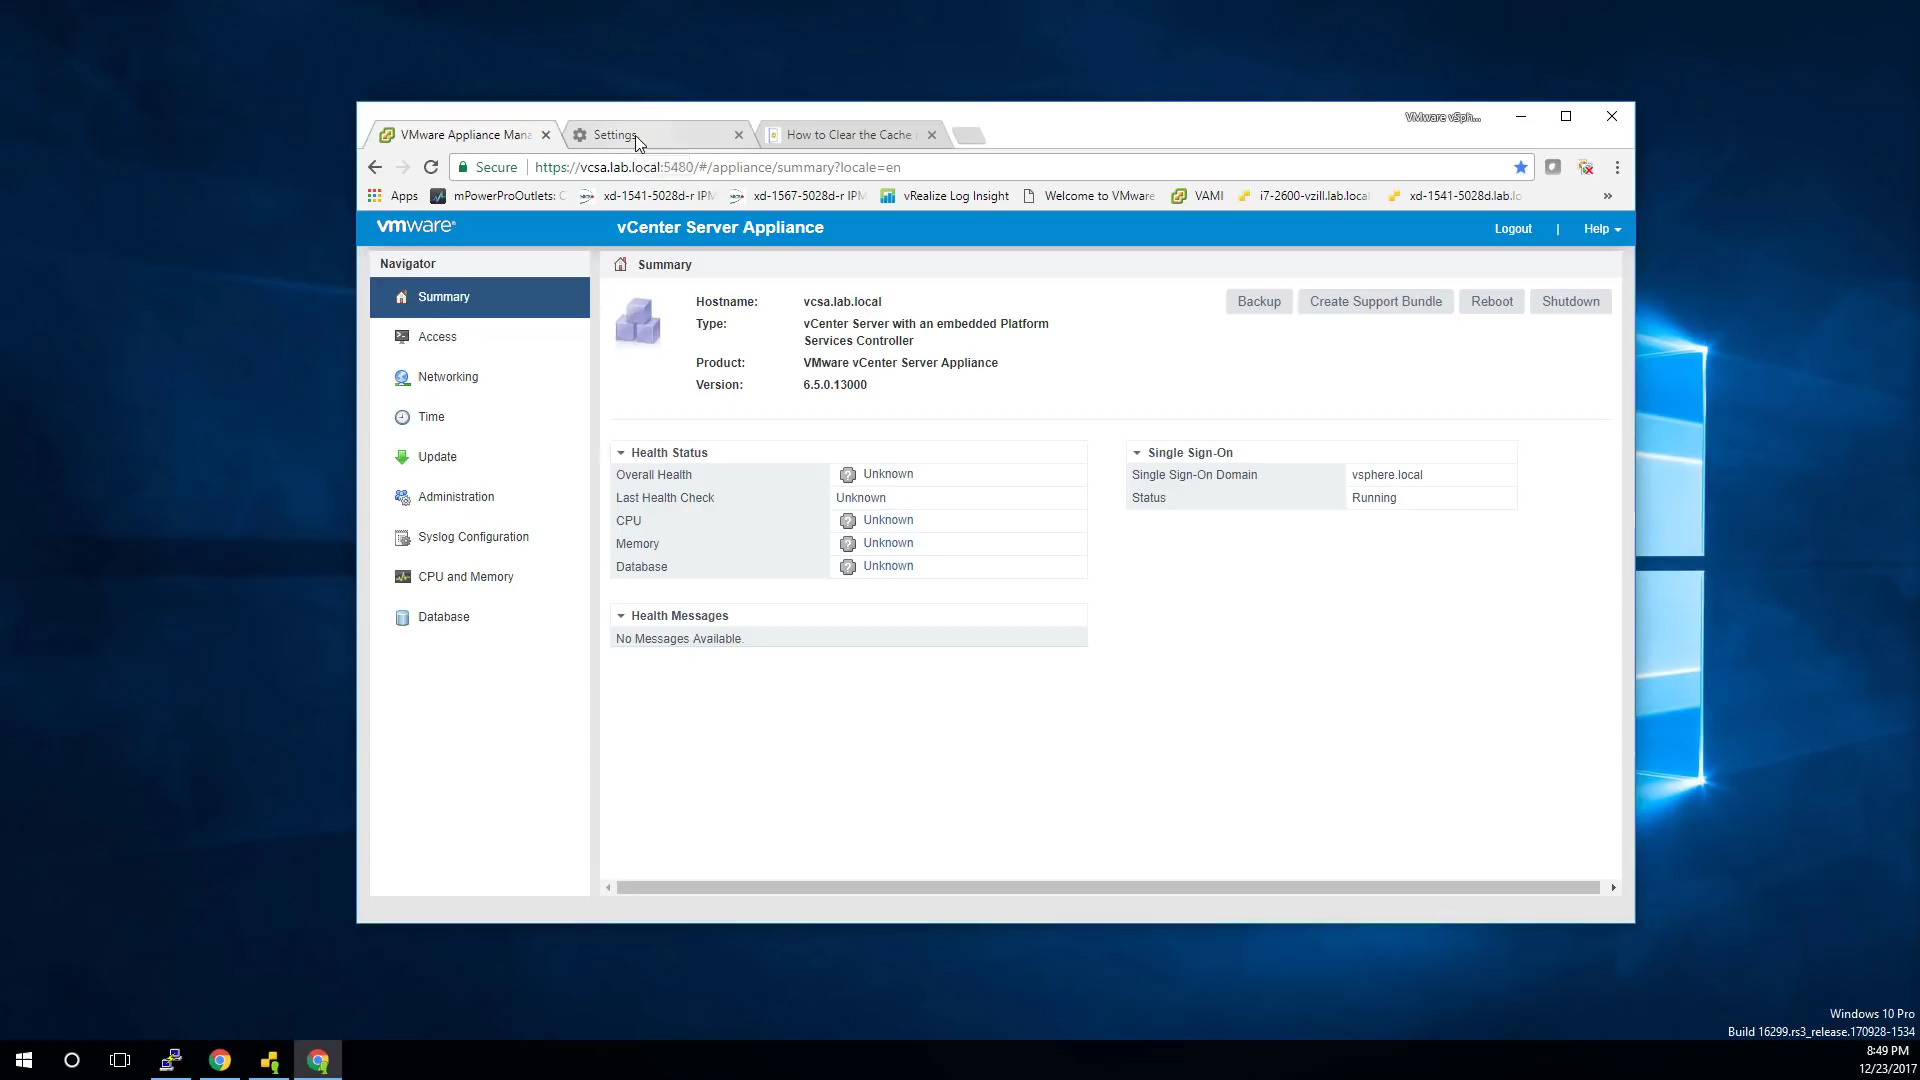 VMware vSph...
VMware Appliance Mana
Settings
How to Clear the Cache
Secure
https://vcsa.lab.local:5480/#/appliance/summary?locale=en
Apps
mPowerProOutlets: C
xd-1541-5028d-r IPM
xd-1567-5028d-r IPM
vRealize Log Insight
Welcome to VMware
VAMI
i7-2600-vzill.lab.loca
xd-1541-5028d.lab.lo
»
vmware®
vCenter Server Appliance
Logout
|
Help
Navigator
Summary
Access
Networking
Time
Update
Administration
Syslog Configuration
CPU and Memory
Database
Summary
Hostname: vcsa.lab.local
Type: vCenter Server with an embedded Platform
Services Controller
Product: VMware vCenter Server Appliance
Version: 6.5.0.13000
Backup
Create Support Bundle
Reboot
Shutdown
Health Status
Overall Health Unknown
Last Health Check Unknown
CPU Unknown
Memory Unknown
Database Unknown
Health Messages
No Messages Available.
Single Sign-On
Single Sign-On Domain vsphere.local
Status Running
Windows 10 Pro
Build 16299.rs3_release.170928-1534
8:49 PM
12/23/2017